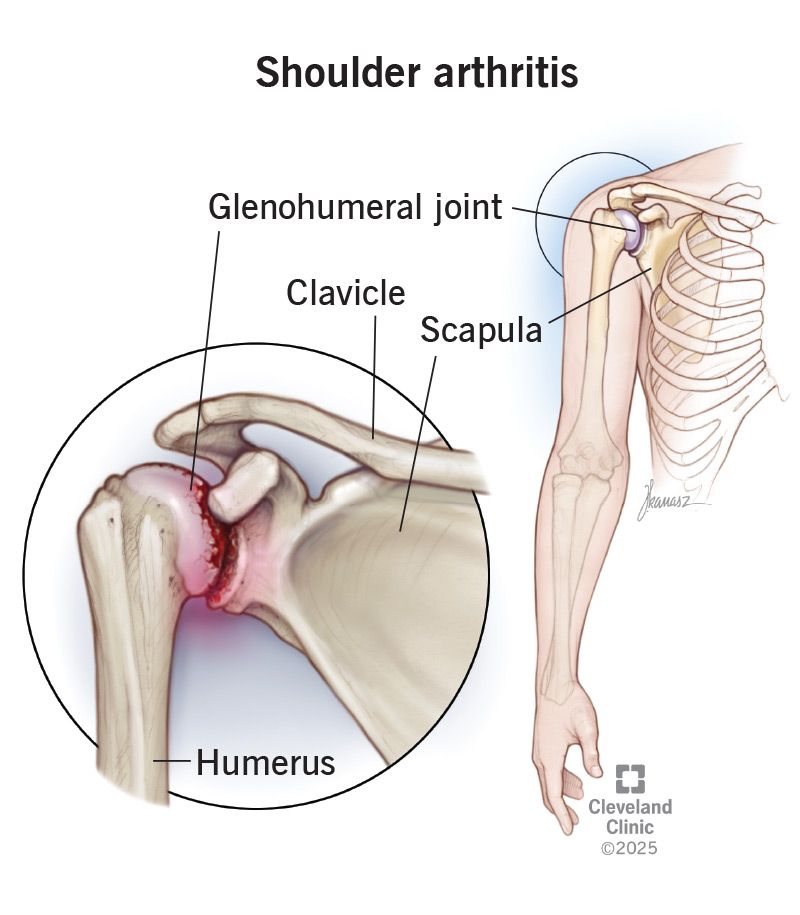 Shoulder arthritis
Glenohumeral joint
Clavicle
Scapula
Humerus
Cleveland
Clinic
©2025